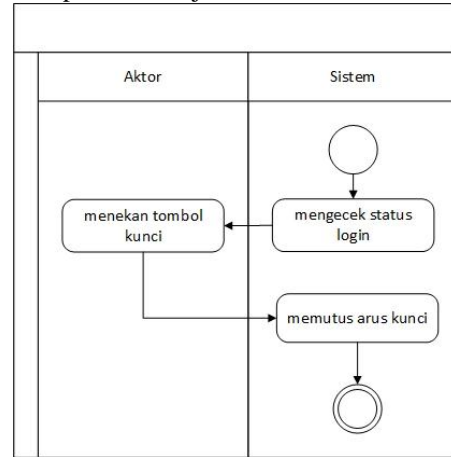 Aktor
Sistem
mengecek status
login
menekan tombol
kunci
memutus arus kunci